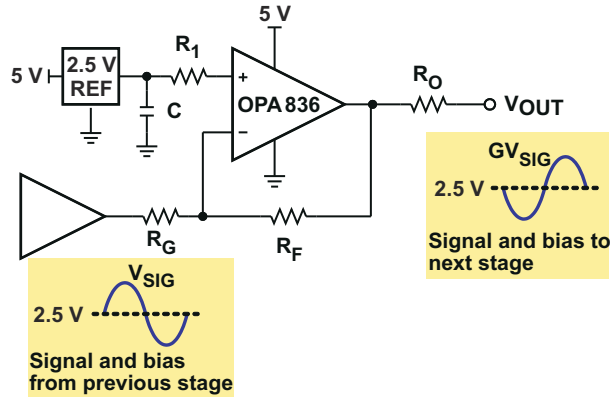 5 V
R1
5 V
2.5 V
REF
+
OPA836
−
C
RO
VOUT
GVSIG
2.5 V
Signal and bias to
next stage
RG
RF
VSIG
2.5 V
Signal and bias
from previous stage